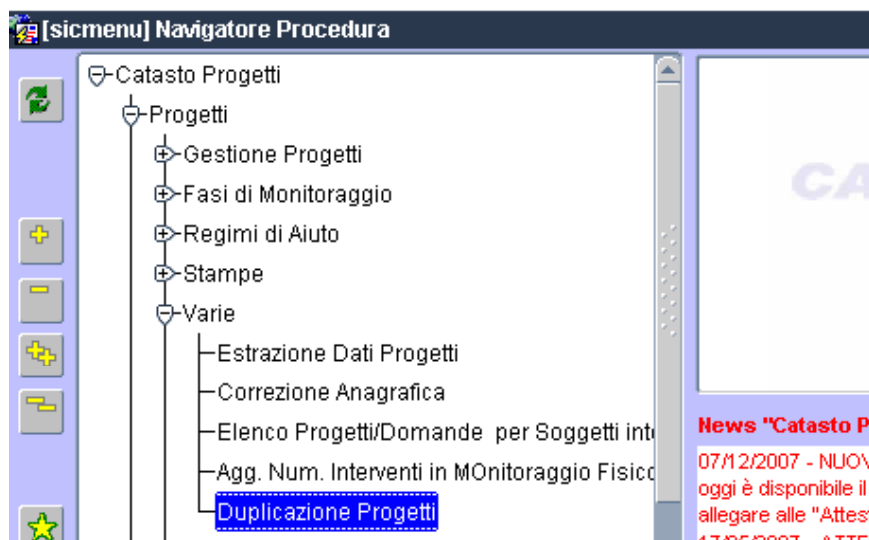 [sicmenu] Navigatore Procedura
Catasto Progetti
Progetti
Gestione Progetti
Fasi di Monitoraggio
Regimi di Aiuto
Stampe
Varie
Estrazione Dati Progetti
Correzione Anagrafica
Elenco Progetti/Domande per Soggetti
Agg. Num. Interventi in MOnitoraggio Fisico
Duplicazione Progetti
CA
News "Catasto P
07/12/2007 - NUOV
oggi è disponibile il
allegare alle "Attes